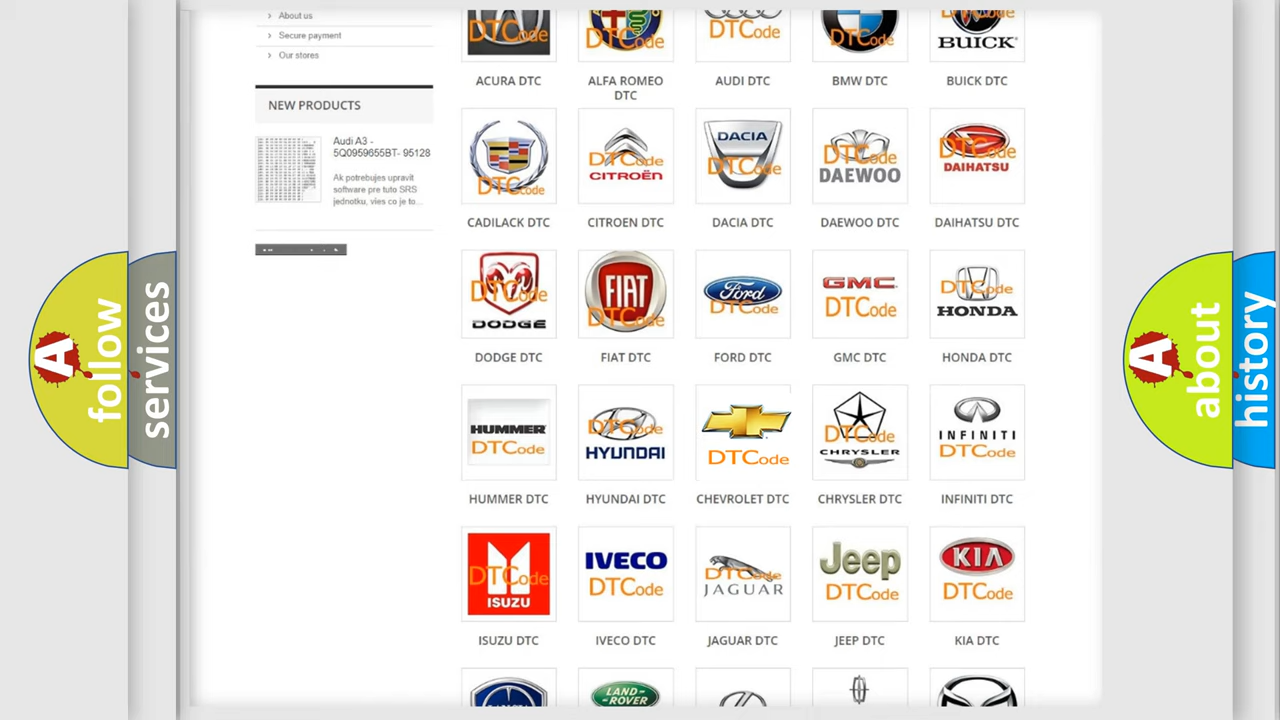 About us
Secure payment
Our stores
NEW PRODUCTS
Audi A3 -
5Q0959655BT- 95128
Ak potrebujes upravit
software pre tuto SRS
jednotku, vies co je to...
DTCode DTCode DTCode DTCode BUICK
ACURA DTC ALFA ROMEO DTC AUDI DTC BMW DTC BUICK DTC
DTCode DTCode CITROËN DACIA DTCode DTCode DAEWOO DTCode DAIHATSU
CADILACK DTC CITROEN DTC DACIA DTC DAEWOO DTC DAIHATSU DTC
DTCode DODGE FIAT DTCode Ford DTCode GMC DTCode DTCode HONDA
DODGE DTC FIAT DTC FORD DTC GMC DTC HONDA DTC
HUMMER DTCode DTCode HYUNDAI DTCode DTCode CHRYSLER INFINITI DTCode
HUMMER DTC HYUNDAI DTC CHEVROLET DTC CHRYSLER DTC INFINITI DTC
DTCode ISUZU IVECO DTCode DTCode JAGUAR Jeep DTCode KIA DTCode
ISUZU DTC IVECO DTC JAGUAR DTC JEEP DTC KIA DTC
LAND-
ROVER
A follow
services
A about
history